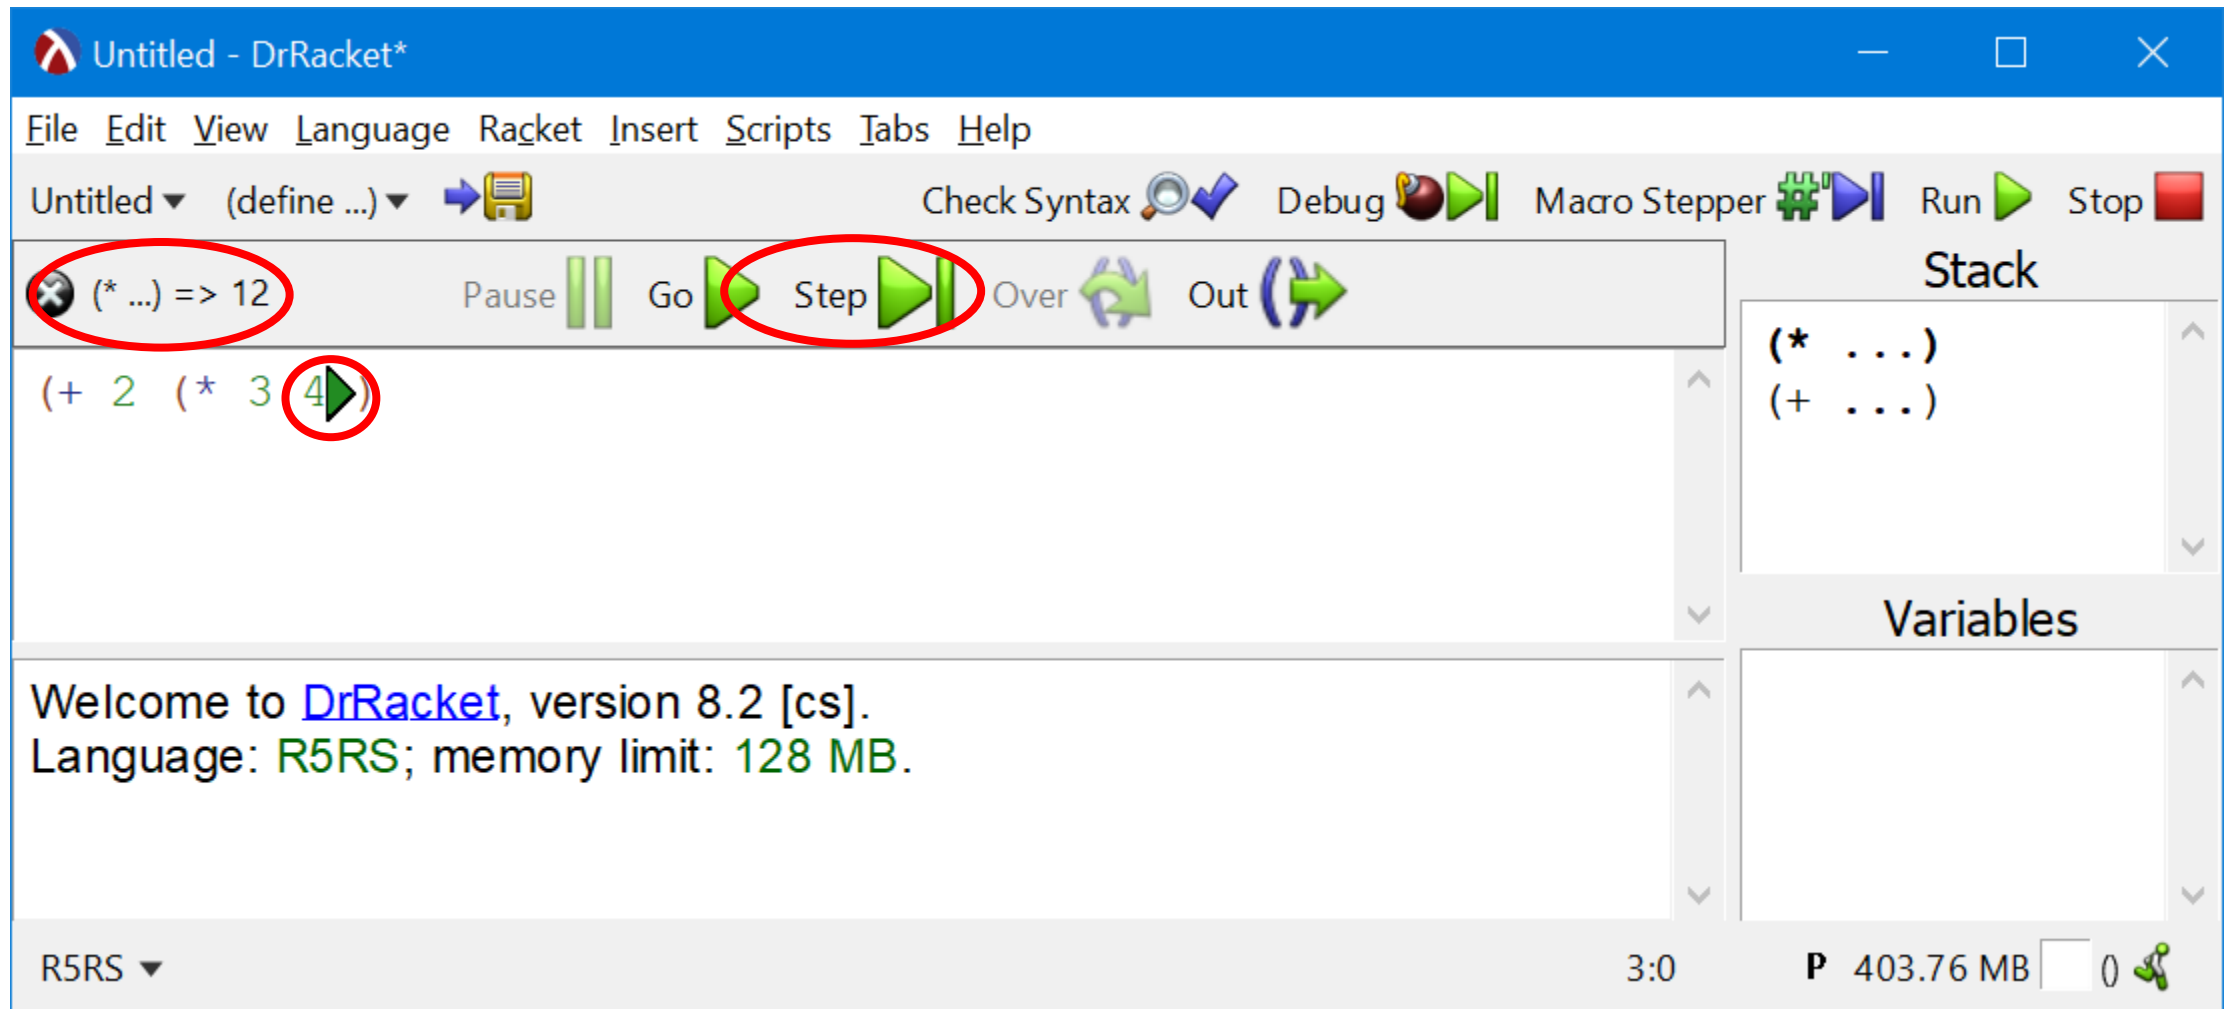 Untitled - DrRacket*
File Edit View Language Racket Insert Scripts Tabs Help
Untitled (define ...) Check Syntax Debug Macro Stepper Run Stop
(* ...) => 12 Pause Go Step Over Out
(+ 2 (* 3 4 )
Stack
(* ...)
(+ ...)
Variables
Welcome to DrRacket, version 8.2 [cs].
Language: R5RS; memory limit: 128 MB.
R5RS 3:0 P 403.76 MB ()